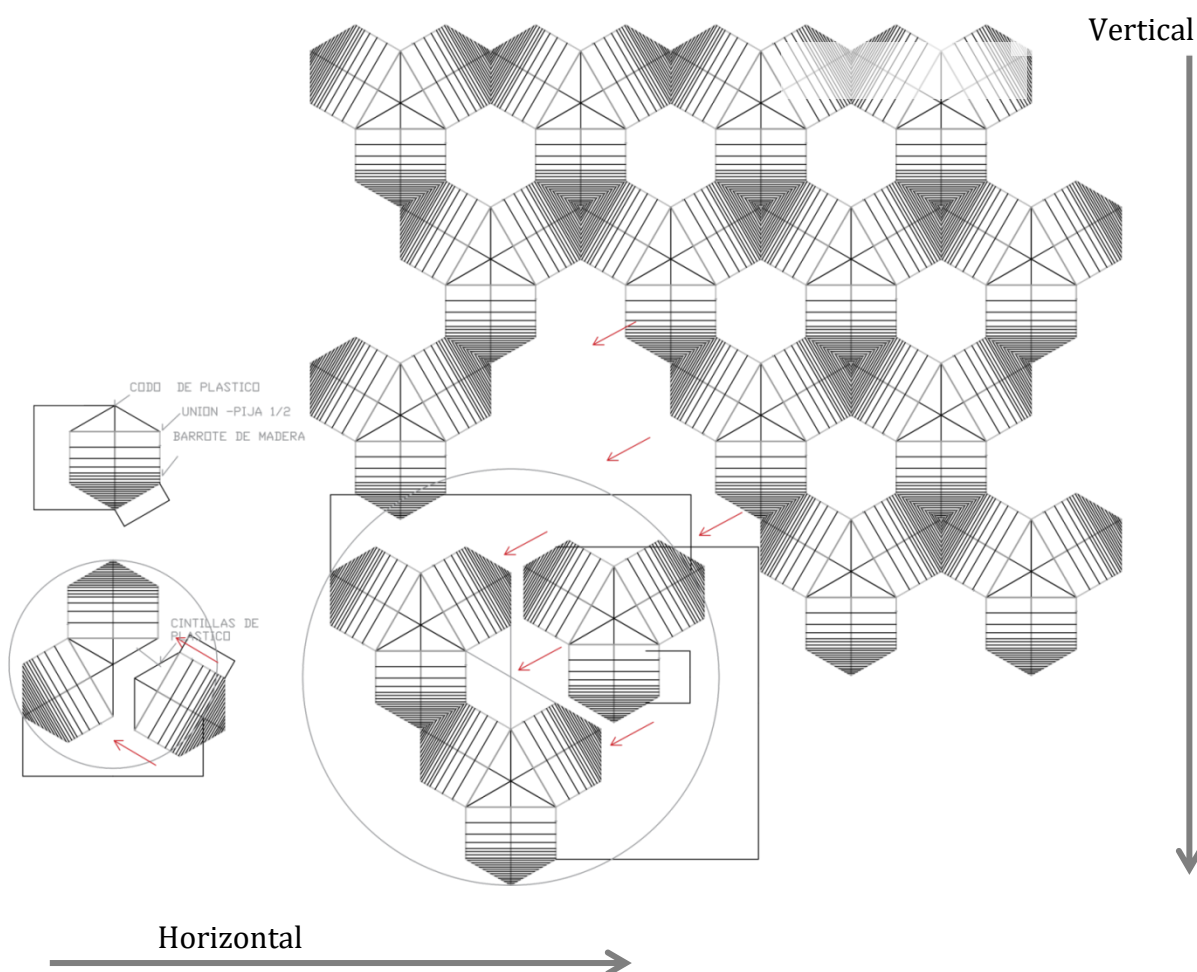 Vertical
CODO DE PLASTICO
UNION -PIJA 1/2
BARROTE DE MADERA
CINTILLAS DE
PLASTICO
Horizontal